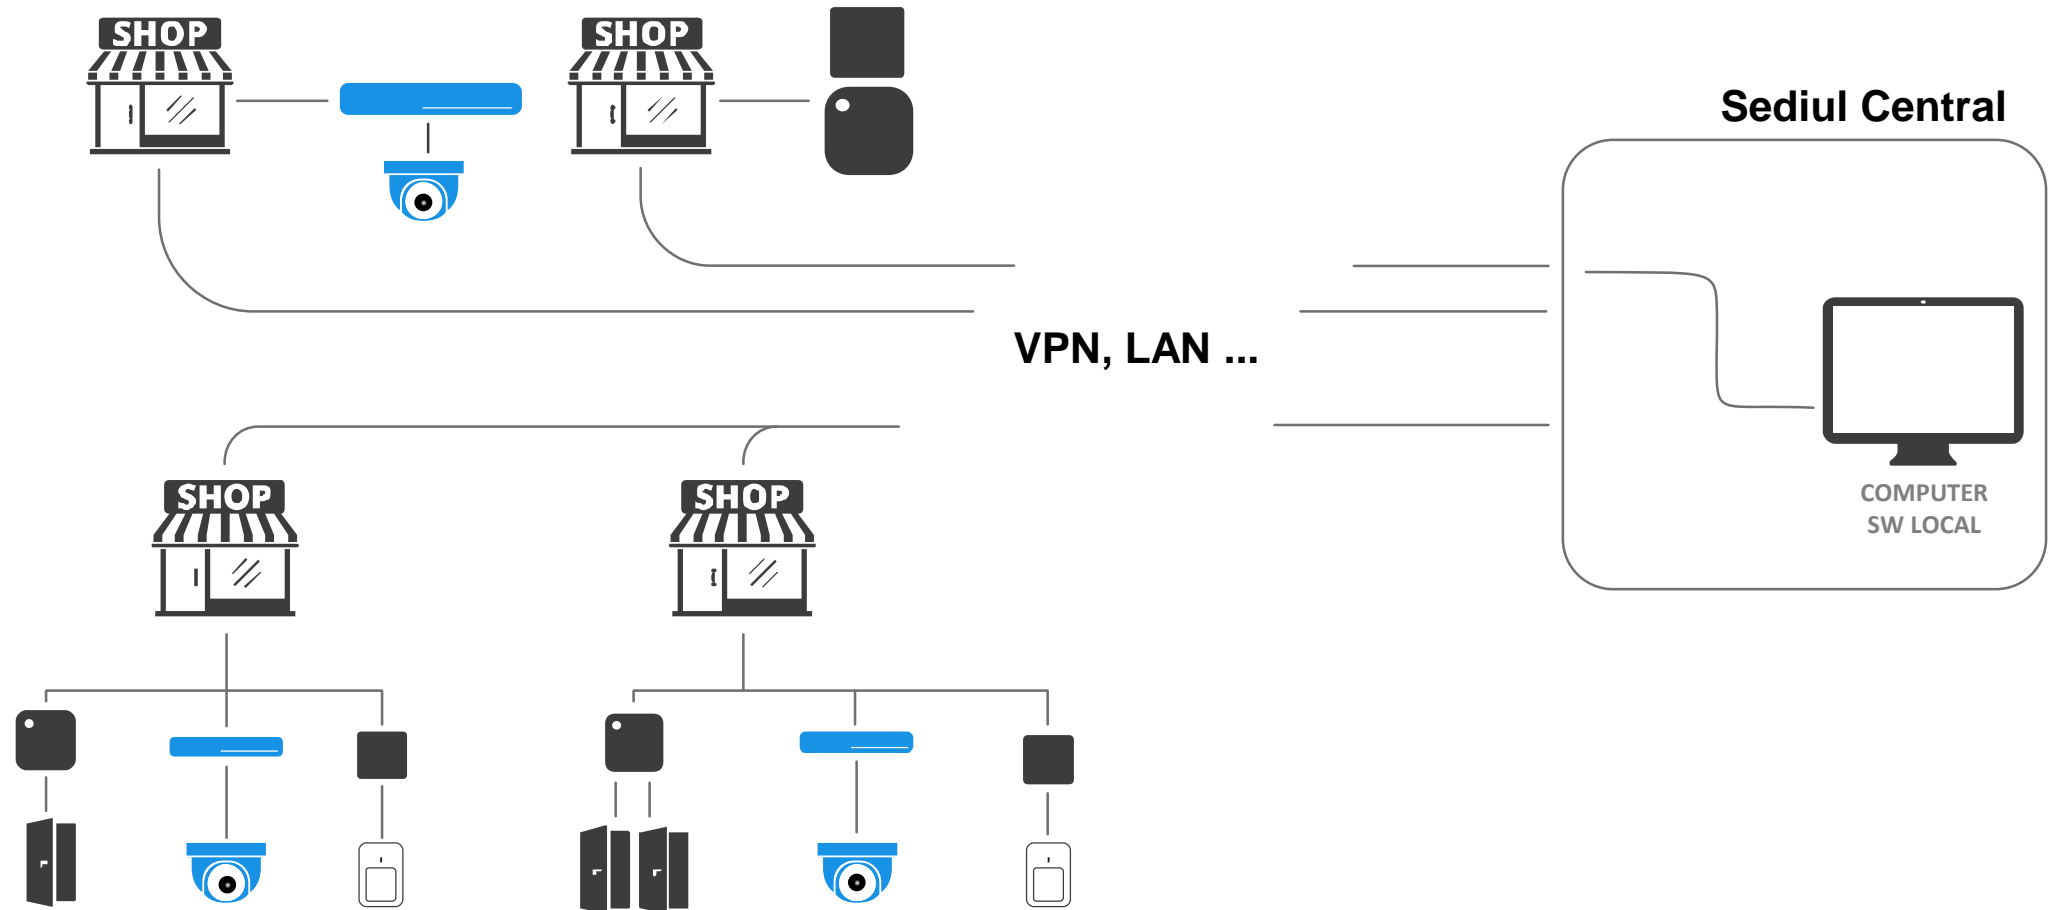 SHOP
SHOP
Sediul Central
VPN, LAN ...
SHOP
SHOP
COMPUTER
SW LOCAL